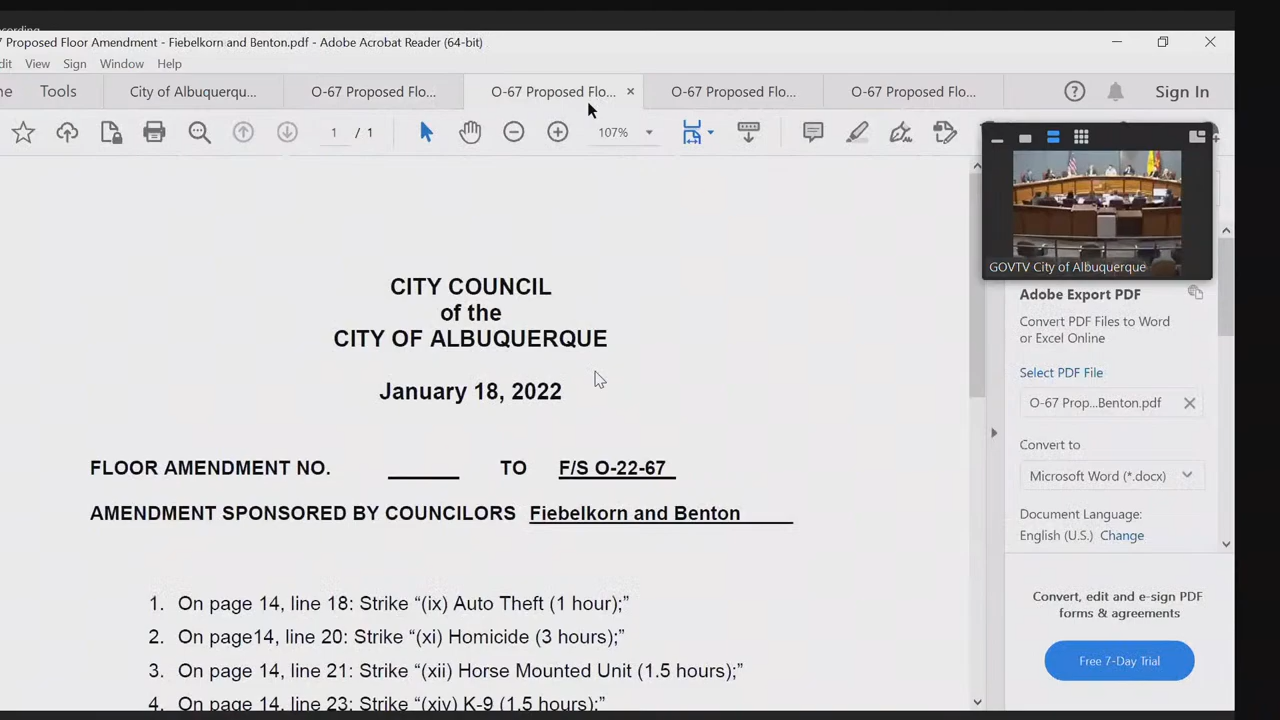 7 Proposed Floor Amendment - Fiebelkorn and Benton.pdf - Adobe Acrobat Reader (64-bit)
dit View Sign Window Help
ne Tools City of Albuquerqu... O-67 Proposed Flo... O-67 Proposed Flo... × O-67 Proposed Flo... O-67 Proposed Flo... Sign In
1 / 1 107%
GOVTV City of Albuquerque
CITY COUNCIL
of the
CITY OF ALBUQUERQUE
January 18, 2022
FLOOR AMENDMENT NO. ______ TO F/S O-22-67
AMENDMENT SPONSORED BY COUNCILORS Fiebelkorn and Benton
1. On page 14, line 18: Strike “(ix) Auto Theft (1 hour);”
2. On page14, line 20: Strike “(xi) Homicide (3 hours);”
3. On page 14, line 21: Strike “(xii) Horse Mounted Unit (1.5 hours);”
4. On page 14, line 23: Strike “(xiv) K-9 (1.5 hours);”
Adobe Export PDF
Convert PDF Files to Word
or Excel Online
Select PDF File
O-67 Prop...Benton.pdf
Convert to
Microsoft Word (*.docx)
Document Language:
English (U.S.) Change
Convert, edit and e-sign PDF
forms & agreements
Free 7-Day Trial